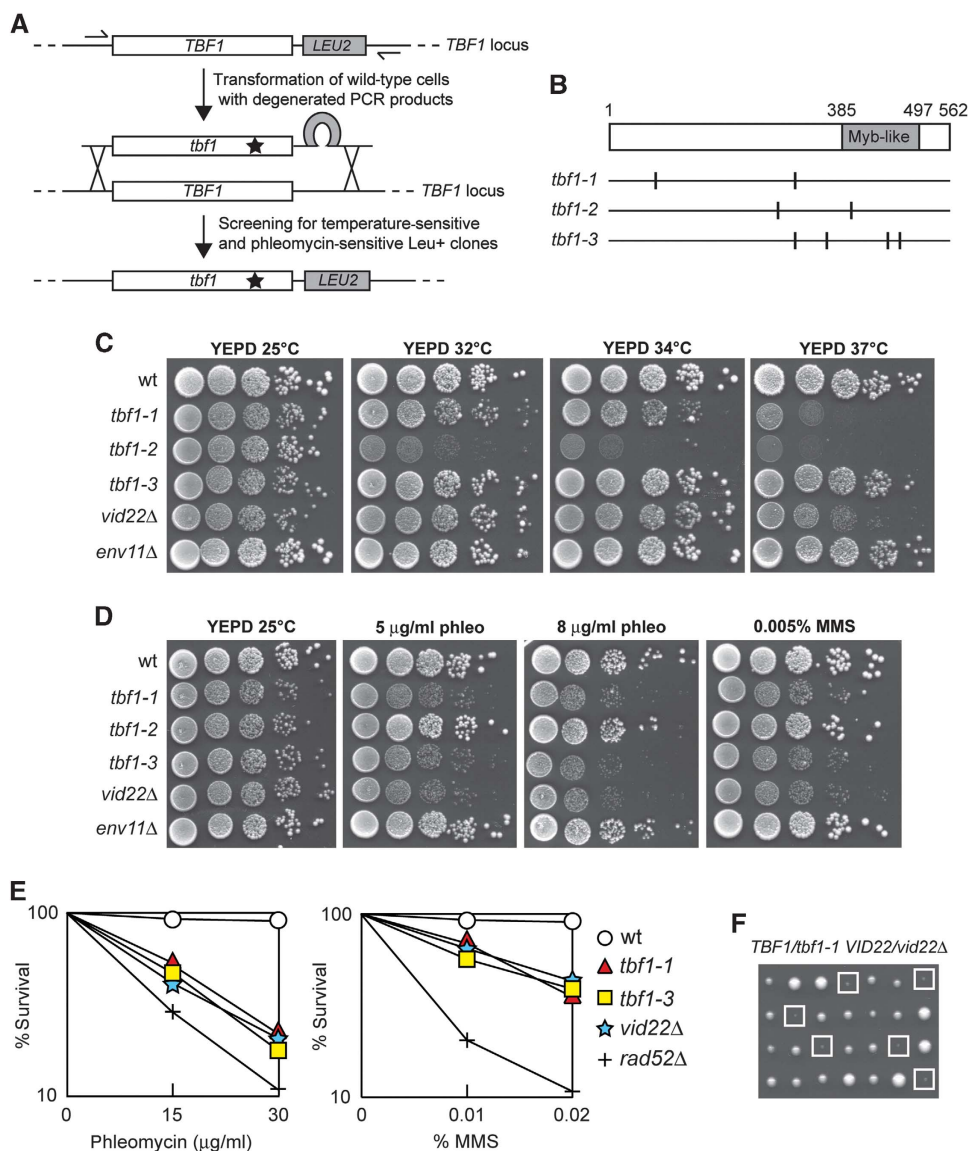 A
TBF1 LEU2 TBF1 locus
Transformation of wild-type cells
with degenerated PCR products
tbf1
TBF1 TBF1 locus
Screening for temperature-sensitive
and phleomycin-sensitive Leu+ clones
tbf1 LEU2
B
1 385 497 562
Myb-like
tbf1-1
tbf1-2
tbf1-3
C
YEPD 25°C YEPD 32°C YEPD 34°C YEPD 37°C
wt
tbf1-1
tbf1-2
tbf1-3
vid22Δ
env11Δ
D
YEPD 25°C 5 μg/ml phleo 8 μg/ml phleo 0.005% MMS
wt
tbf1-1
tbf1-2
tbf1-3
vid22Δ
env11Δ
E
100
% Survival
10
0 15 30
Phleomycin (μg/ml)
100
% Survival
10
0 0.01 0.02
% MMS
wt
tbf1-1
tbf1-3
vid22Δ
rad52Δ
F
TBF1/tbf1-1 VID22/vid22Δ